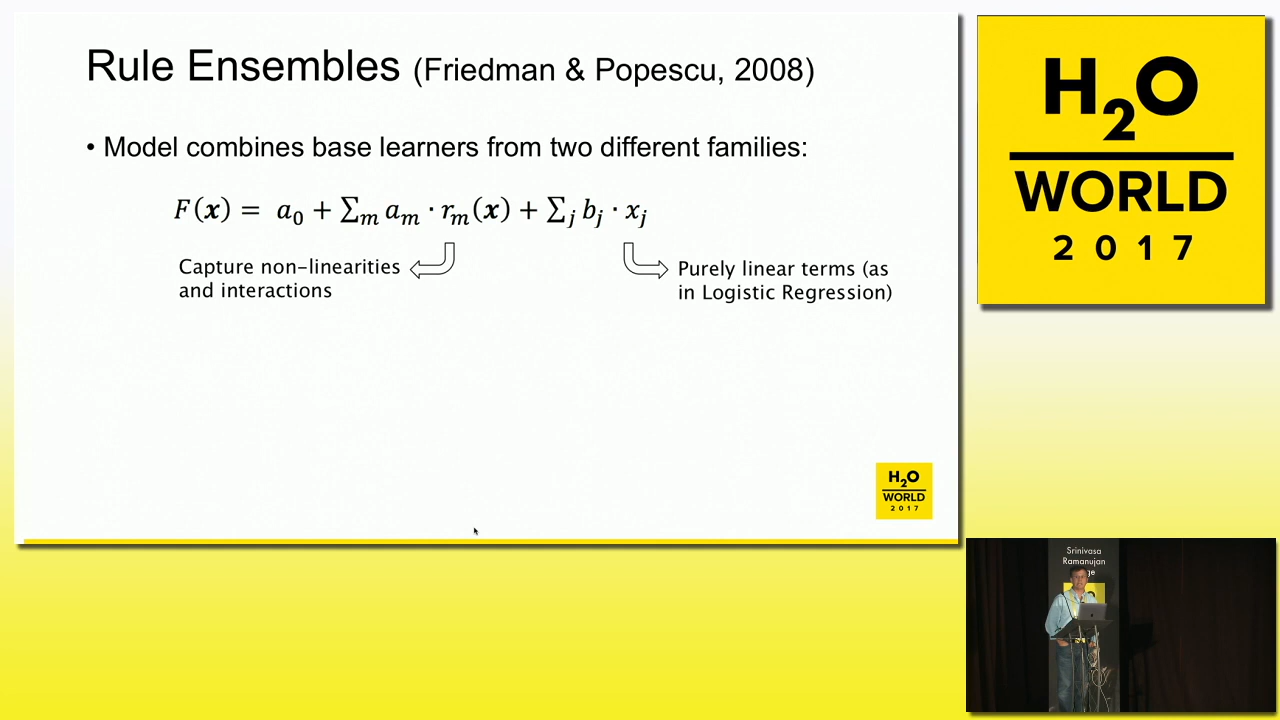 Rule Ensembles (Friedman & Popescu, 2008)
• Model combines base learners from two different families:
F(x) = a₀ + ∑ₘ aₘ · rₘ(x) + ∑ⱼ bⱼ · xⱼ
Capture non-linearities
and interactions
Purely linear terms (as
in Logistic Regression)
H₂O
WORLD
2017
H₂O
WORLD
2 0 1 7
Srinivasa
Ramanujan